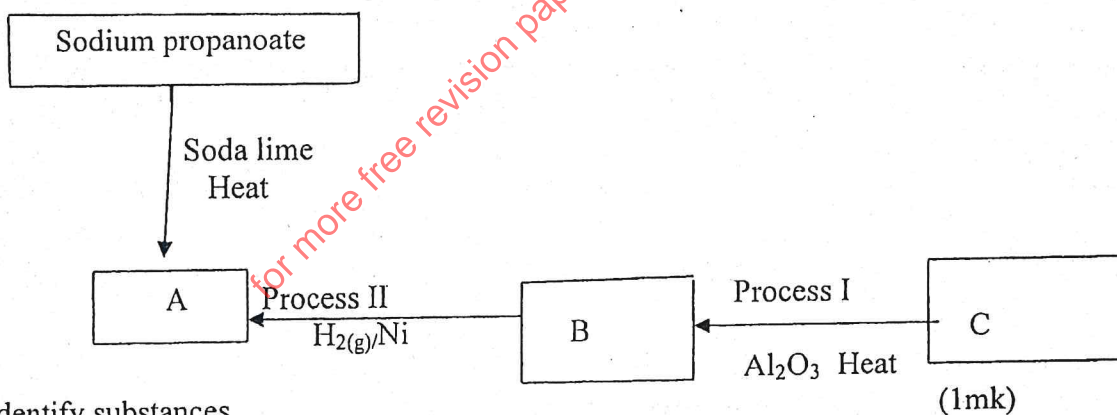 Sodium propanoate
for more free revision pap
Soda lime
Heat
A
Process II
H2(g)/Ni
B
Process I
Al2O3 Heat
C
(1mk)
dentify substances